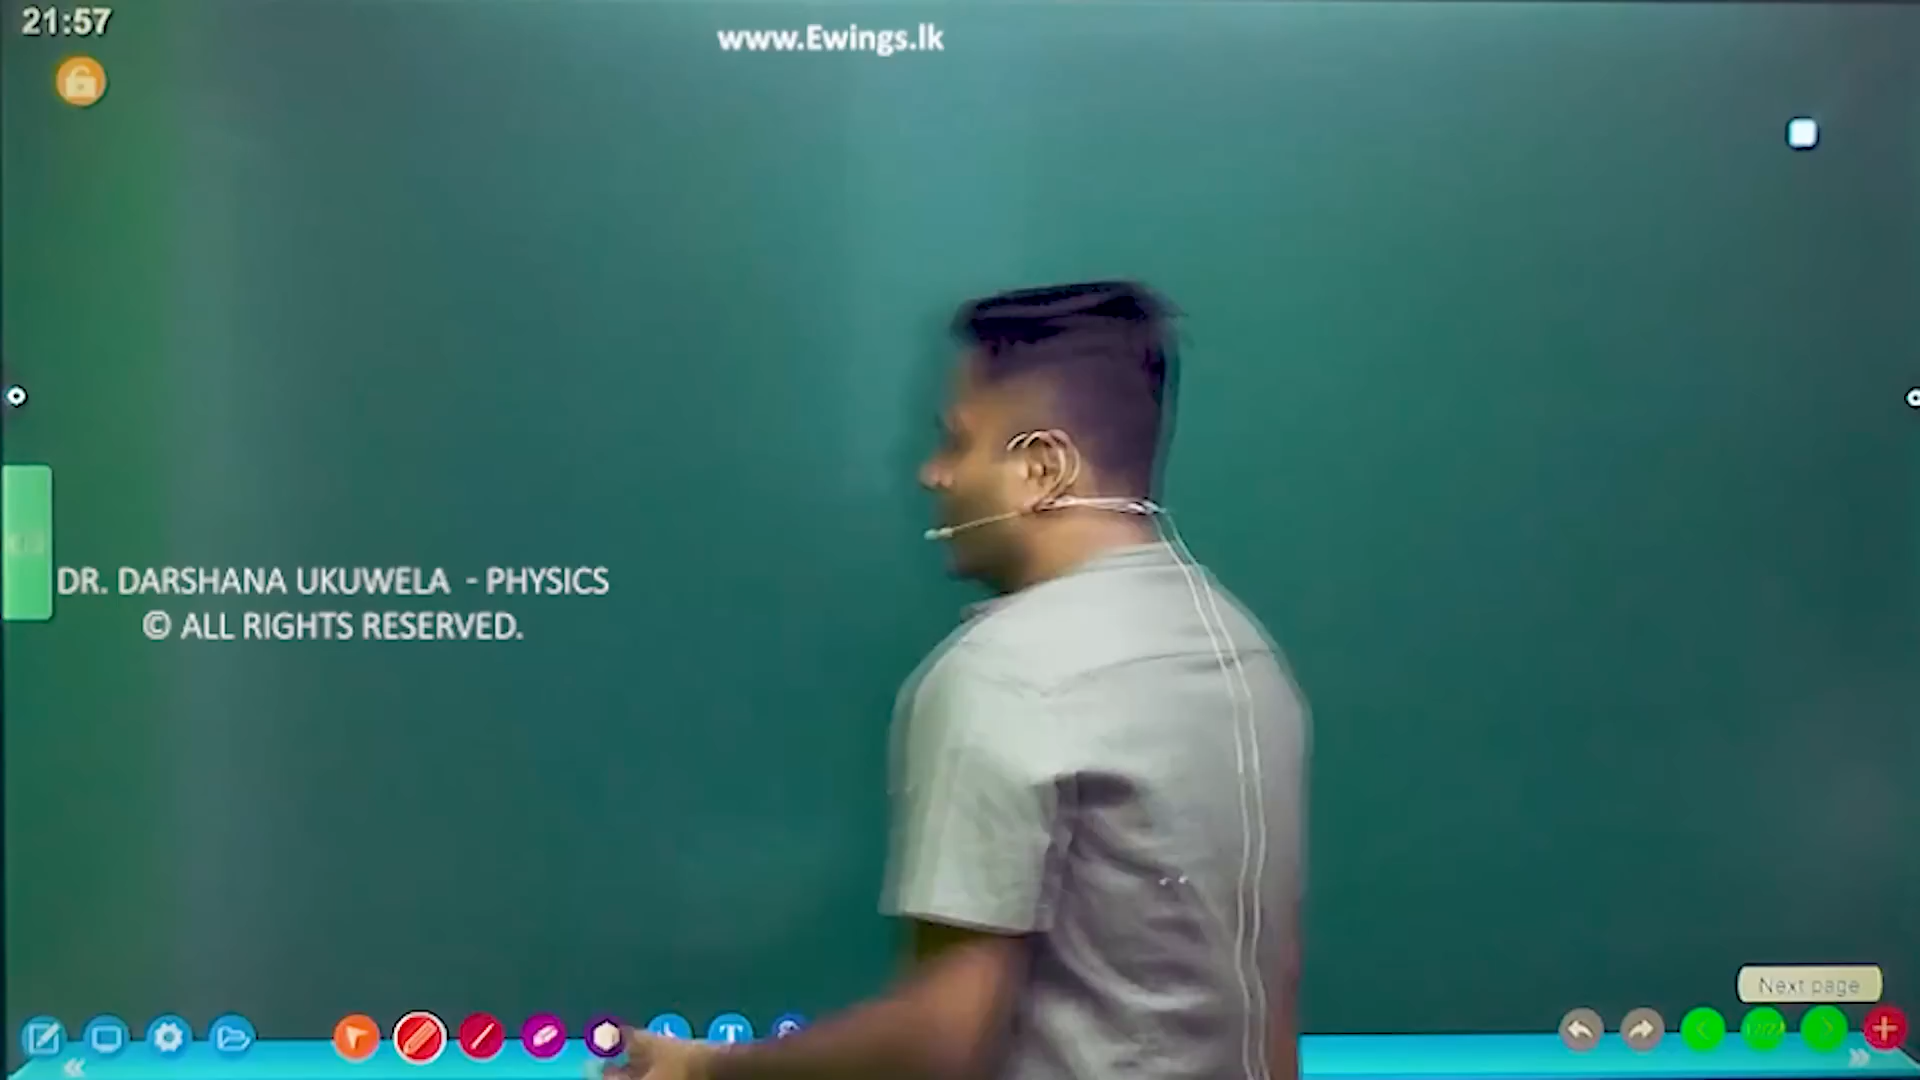 21:57
www.Ewings.lk
DR. DARSHANA UKUWELA - PHYSICS
© ALL RIGHTS RESERVED.
Next page
T